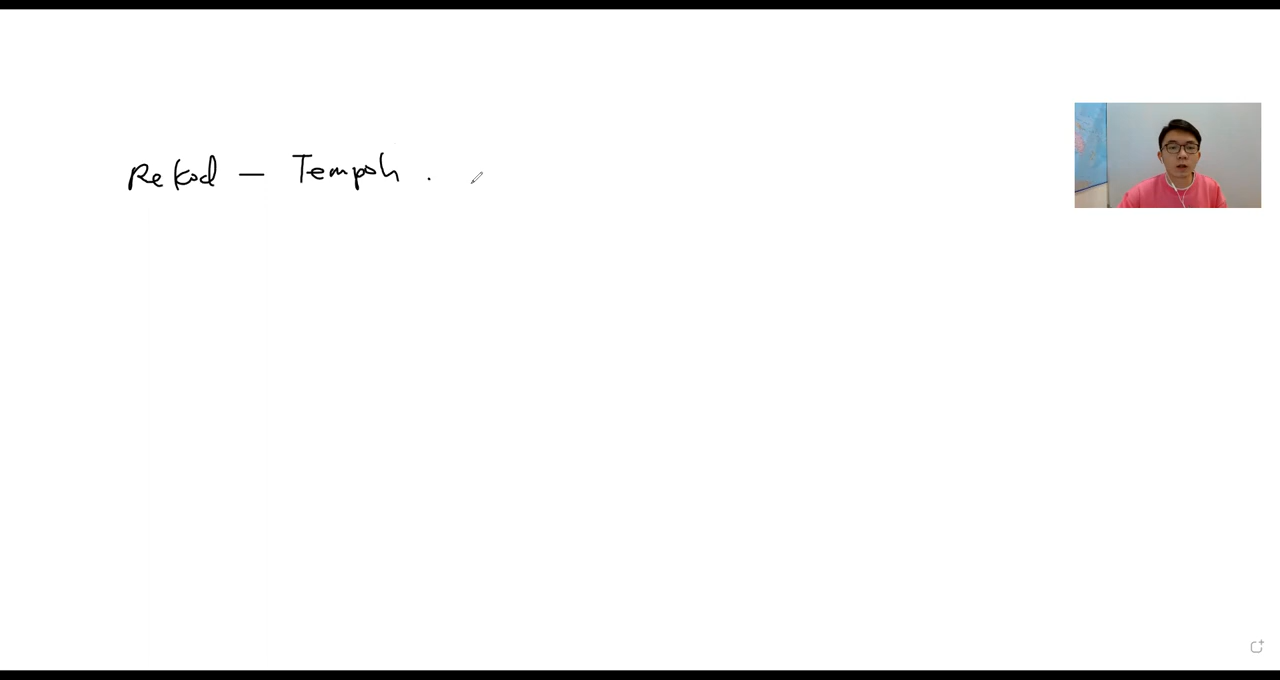 Rekod – Tempoh .